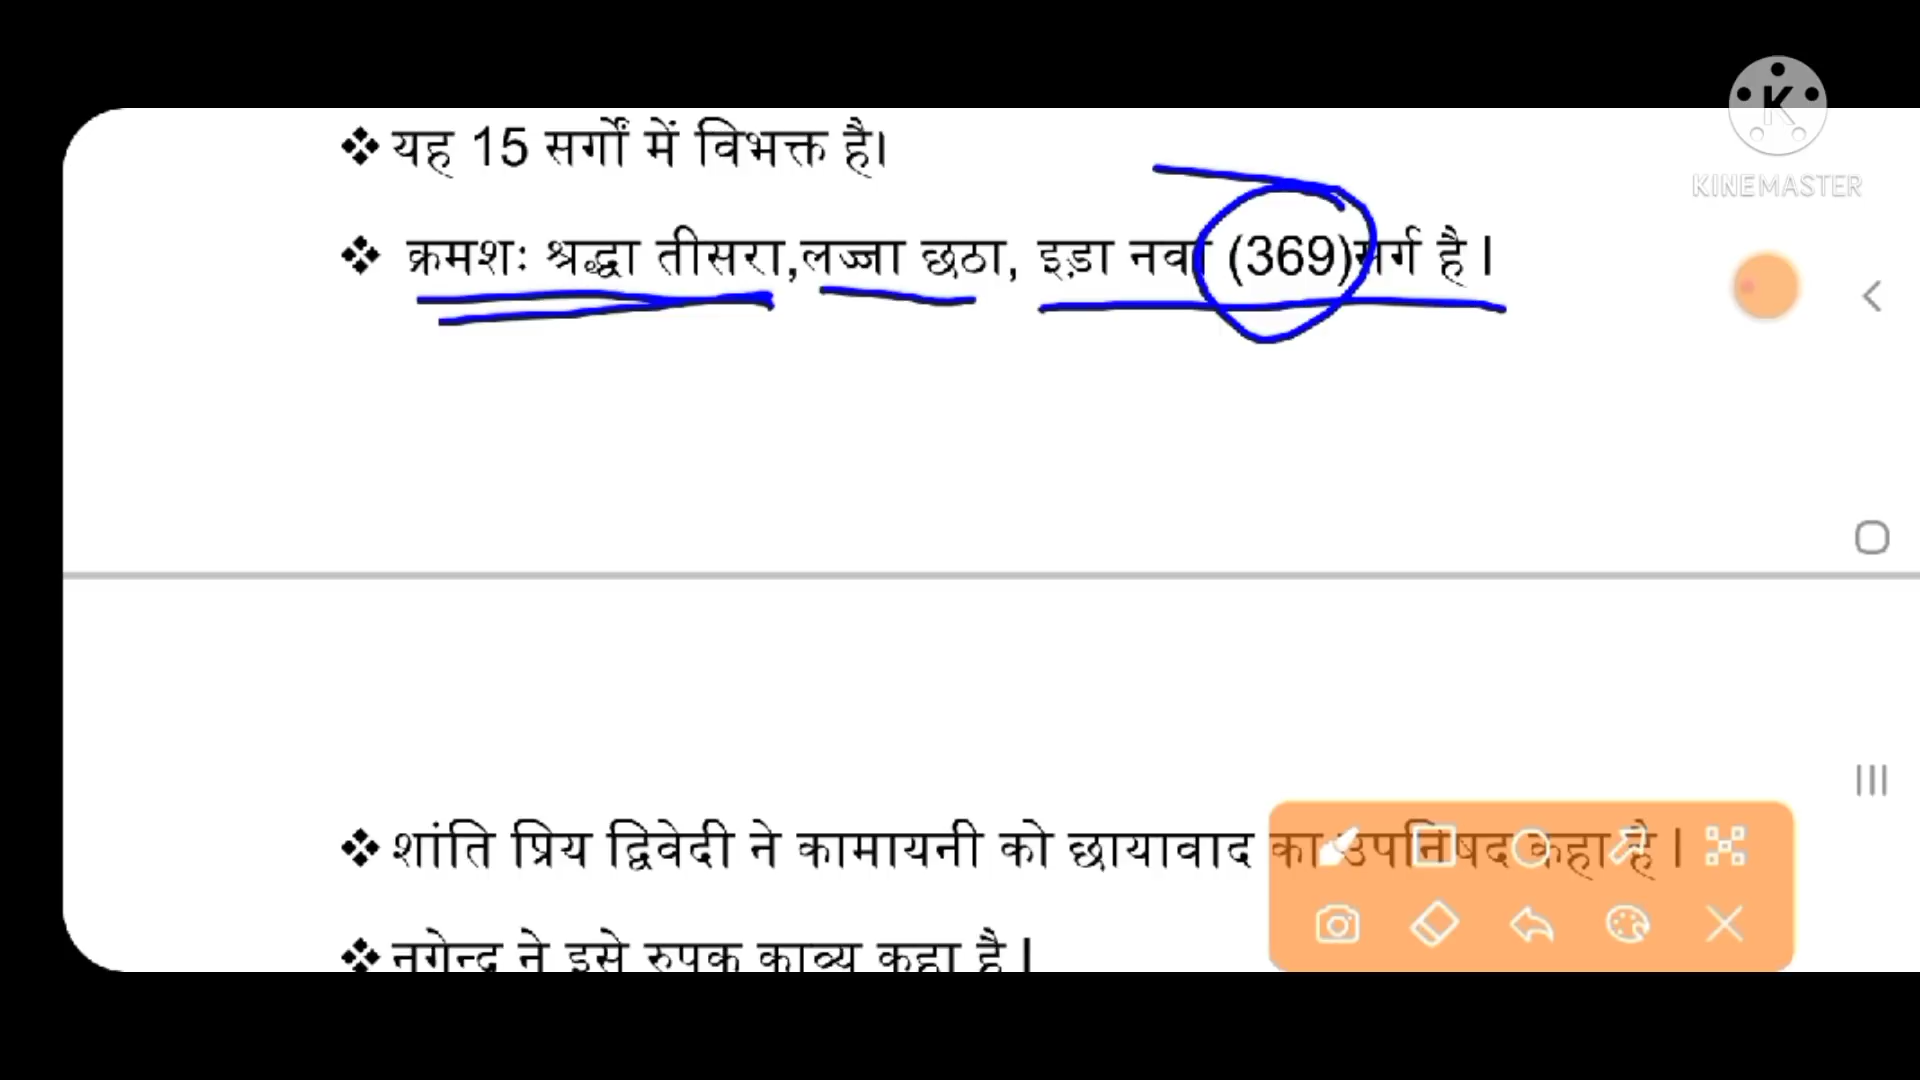 ❖ यह 15 सर्गों में विभक्त है।
KINEMASTER
❖ क्रमशः श्रद्धा तीसरा,लज्जा छठा, इड़ा नवां (369)सर्ग है l
❖ शांति प्रिय द्विवेदी ने कामायनी को छायावाद का उपनिषद कहा है l
❖ नगेन्द्र ने इसे रुपक काव्य कहा है l